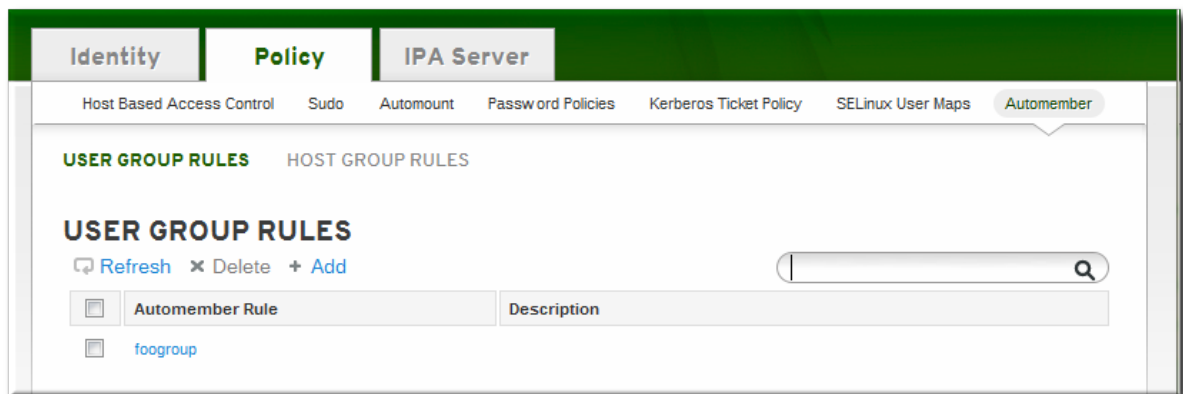 Identity Policy IPA Server
Host Based Access Control Sudo Automount Password Policies Kerberos Ticket Policy SELinux User Maps Automember
USER GROUP RULES HOST GROUP RULES
USER GROUP RULES
Refresh Delete Add
Automember Rule Description
foogroup